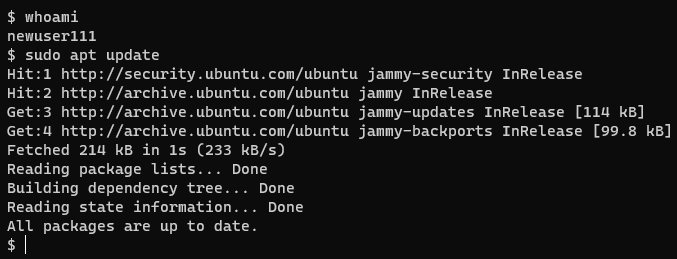 $ whoami
newuser111
$ sudo apt update
Hit:1 http://security.ubuntu.com/ubuntu jammy-security InRelease
Hit:2 http://archive.ubuntu.com/ubuntu jammy InRelease
Get:3 http://archive.ubuntu.com/ubuntu jammy-updates InRelease [114 kB]
Get:4 http://archive.ubuntu.com/ubuntu jammy-backports InRelease [99.8 kB]
Fetched 214 kB in 1s (233 kB/s)
Reading package lists... Done
Building dependency tree... Done
Reading state information... Done
All packages are up to date.
$